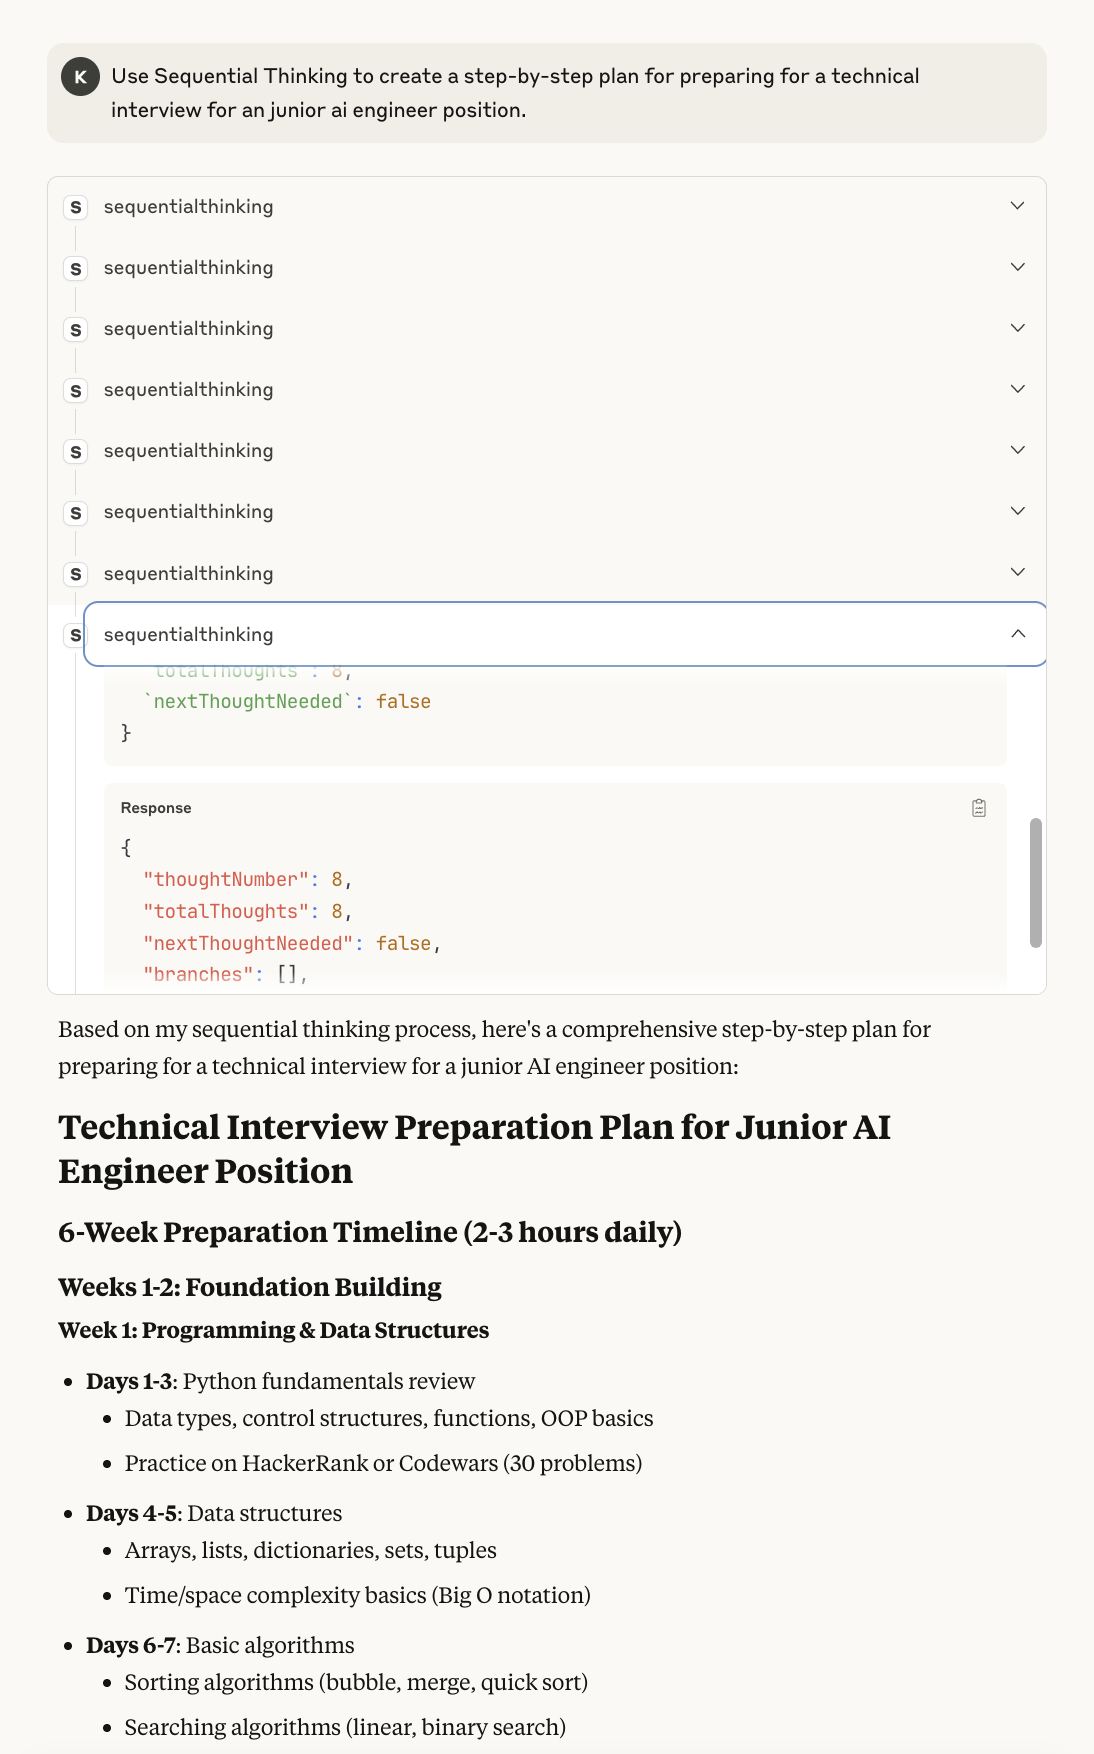 K
Use Sequential Thinking to create a step-by-step plan for preparing for a technical
interview for an junior ai engineer position.
S sequentialthinking
S sequentialthinking
S sequentialthinking
S sequentialthinking
S sequentialthinking
S sequentialthinking
S sequentialthinking
S sequentialthinking
`totalThoughts`: 8,
`nextThoughtNeeded`: false
}
Response
{
"thoughtNumber": 8,
"totalThoughts": 8,
"nextThoughtNeeded": false,
"branches": [],
Based on my sequential thinking process, here's a comprehensive step-by-step plan for
preparing for a technical interview for a junior AI engineer position:
Technical Interview Preparation Plan for Junior AI
Engineer Position
6-Week Preparation Timeline (2-3 hours daily)
Weeks 1-2: Foundation Building
Week 1: Programming & Data Structures
• Days 1-3: Python fundamentals review
• Data types, control structures, functions, OOP basics
• Practice on HackerRank or Codewars (30 problems)
• Days 4-5: Data structures
• Arrays, lists, dictionaries, sets, tuples
• Time/space complexity basics (Big O notation)
• Days 6-7: Basic algorithms
• Sorting algorithms (bubble, merge, quick sort)
• Searching algorithms (linear, binary search)